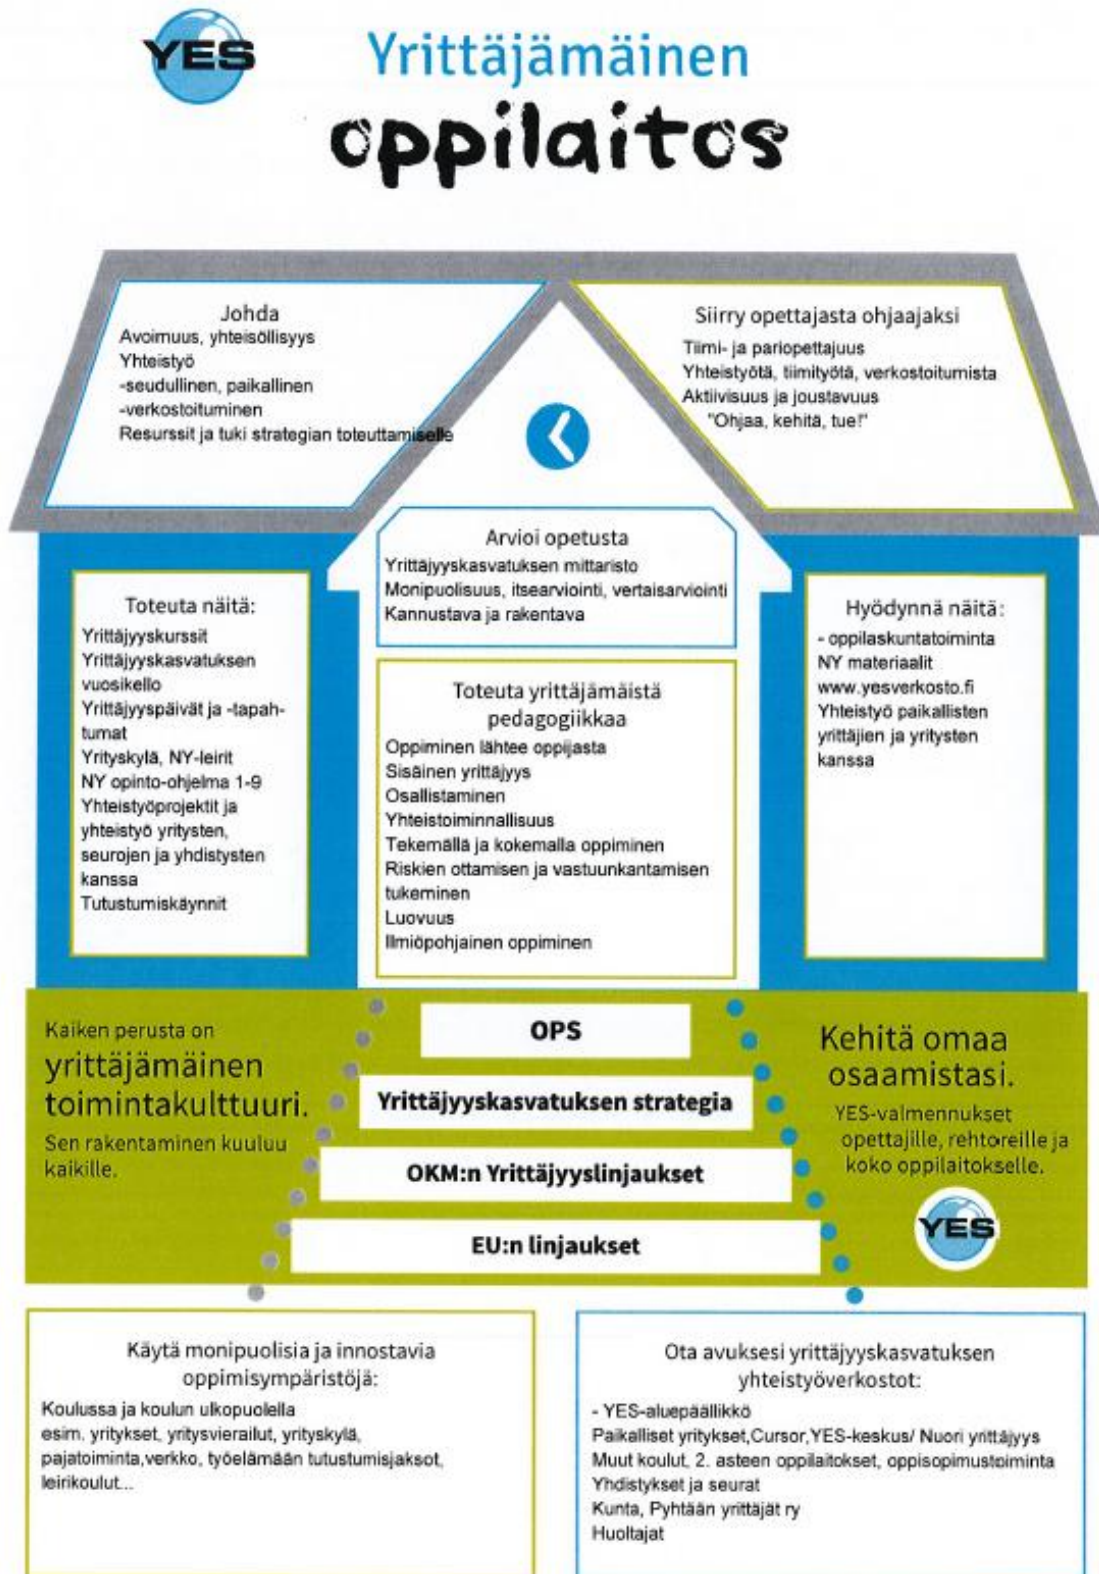 YES
Yrittäjämäinen
oppilaitos
Johda
Avoimuus, yhteisöllisyys
Yhteistyö
-seudullinen, paikallinen
-verkostoituminen
Resurssit ja tuki strategian toteuttamiselle
Siirry opettajasta ohjaajaksi
Tiimi- ja pariopettajuus
Yhteistyötä, tiimityötä, verkostoitumista
Aktiivisuus ja joustavuus
"Ohjaa, kehitä, tue!"
Arvioi opetusta
Yrittäjyyskasvatuksen mittaristo
Monipuolisuus, itsearviointi, vertaisarviointi
Kannustava ja rakentava
Toteuta näitä:
Yrittäjyyskurssit
Yrittäjyyskasvatuksen
vuosikello
Yrittäjyyspäivät ja -tapah-
tumat
Yrityskylä, NY-leirit
NY opinto-ohjelma 1-9
Yhteistyöprojektit ja
yhteistyö yritysten,
seurojen ja yhdistysten
kanssa
Tutustumiskäynnit
Toteuta yrittäjämäistä
pedagogiikkaa
Oppiminen lähtee oppijasta
Sisäinen yrittäjyys
Osallistaminen
Yhteistoiminnallisuus
Tekemällä ja kokemalla oppiminen
Riskien ottamisen ja vastuunkantamisen
tukeminen
Luovuus
Ilmiöpohjainen oppiminen
Hyödynnä näitä:
- oppilaskuntatoiminta
NY materiaalit
www.yesverkosto.fi
Yhteistyö paikallisten
yrittäjien ja yritysten
kanssa
Kaiken perusta on
yrittäjämäinen
toimintakulttuuri.
Sen rakentaminen kuuluu
kaikille.
OPS
Yrittäjyyskasvatuksen strategia
OKM:n Yrittäjyyslinjaukset
EU:n linjaukset
Kehitä omaa
osaamistasi.
YES-valmennukset
opettajille, rehtoreille ja
koko oppilaitokselle.
YES
Käytä monipuolisia ja innostavia
oppimisympäristöjä:
Koulussa ja koulun ulkopuolella
esim. yritykset, yritysvierailut, yrityskylä,
pajatoiminta,verkko, työelämään tutustumisjaksot,
leirikoulut...
Ota avuksesi yrittäjyyskasvatuksen
yhteistyöverkostot:
- YES-aluepäällikkö
Paikalliset yritykset,Cursor,YES-keskus/ Nuori yrittäjyys
Muut koulut, 2. asteen oppilaitokset, oppisopimustoiminta
Yhdistykset ja seurat
Kunta, Pyhtään yrittäjät ry
Huoltajat